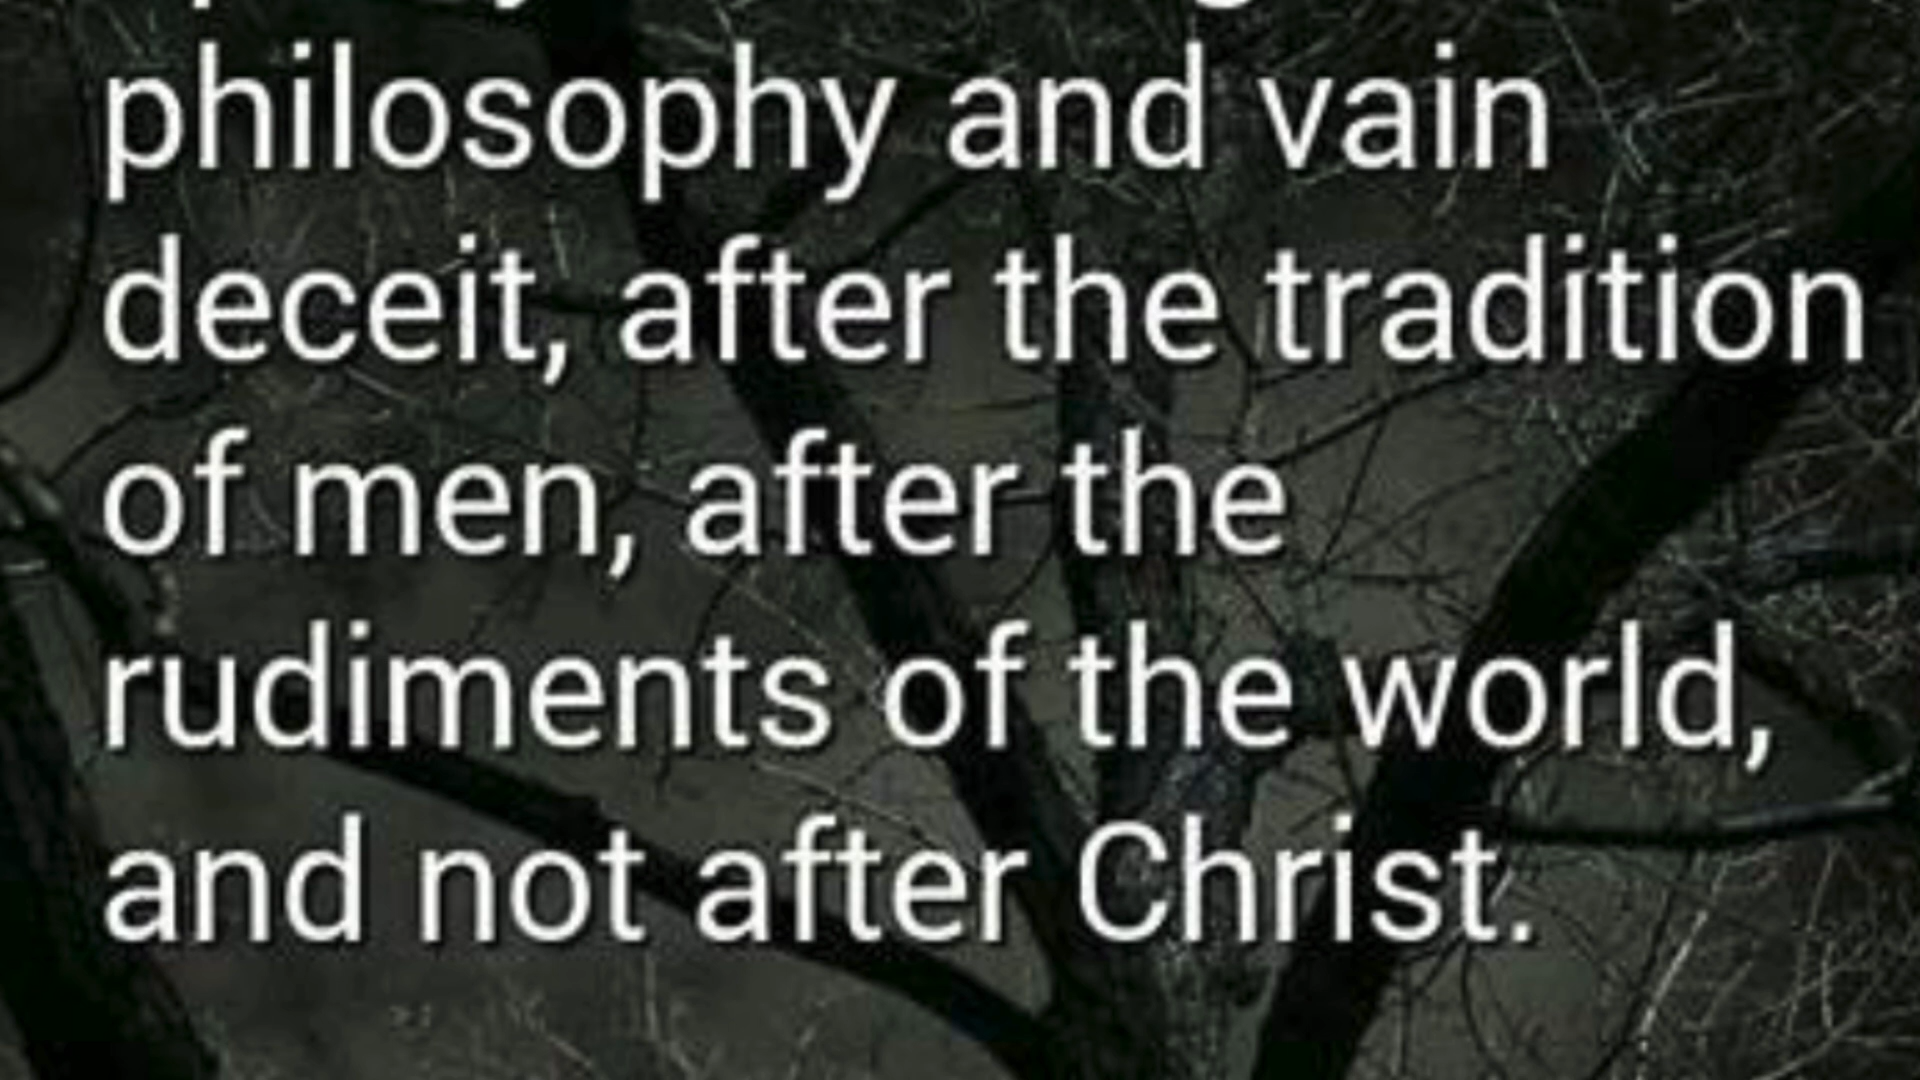 philosophy and vain
deceit, after the tradition
of men, after the
rudiments of the world,
and not after Christ.